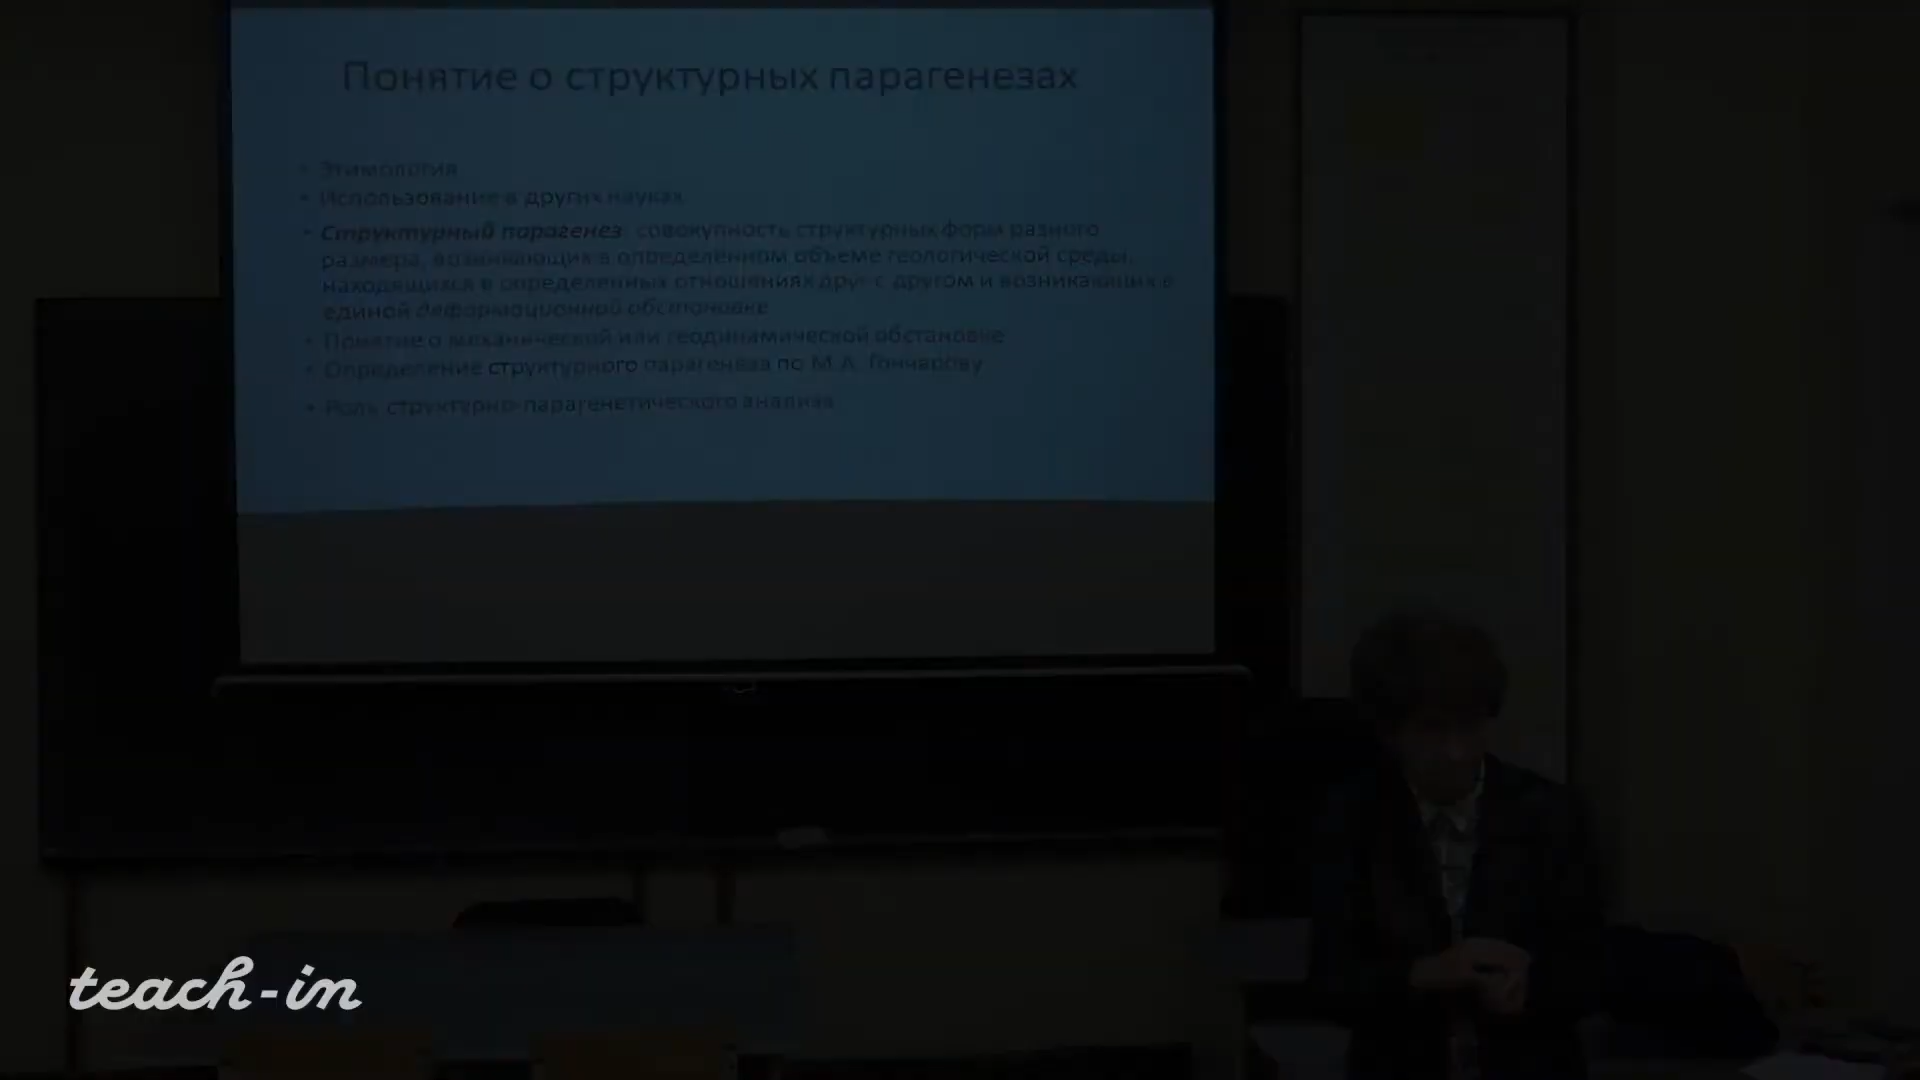 Понятие о структурных парагенезах
• Этимология
• Использование в других науках
• Структурный парагенез: совокупность структурных форм разного
размера, возникающих в определенном объеме геологической среды,
находящихся в определенных отношениях друг с другом и возникающих в
единой деформационной обстановке
• Понятие о механической или геодинамической обстановке
• Определение структурного парагенеза по М.А. Гончарову
• Роль структурно-парагенетического анализа
teach-in